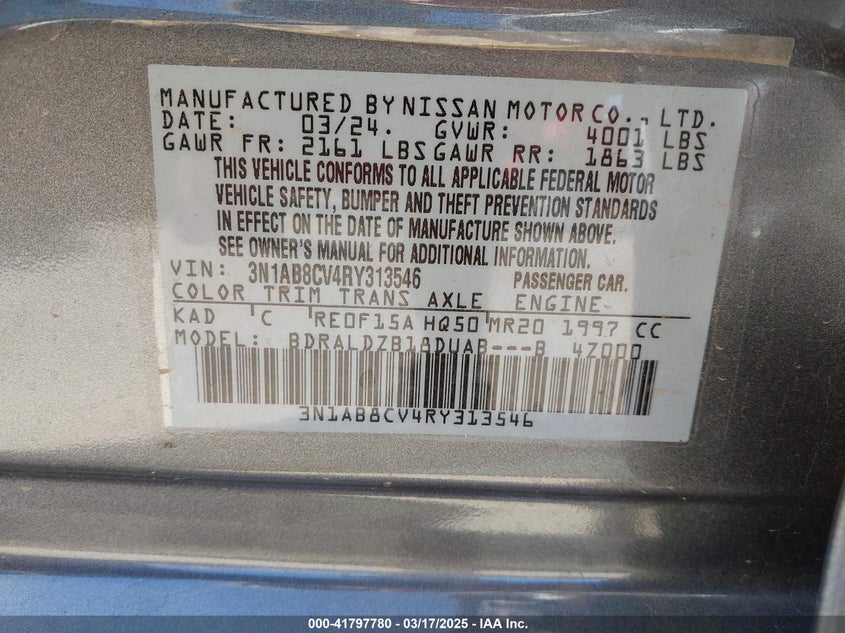 MANUFACTURED BY NISSAN MOTOR CO., LTD.
DATE: 03/24. GVWR: 4001 LBS
GAWR FR: 2161 LBS GAWR RR: 1863 LBS
THIS VEHICLE CONFORMS TO ALL APPLICABLE FEDERAL MOTOR
VEHICLE SAFETY, BUMPER AND THEFT PREVENTION STANDARDS
IN EFFECT ON THE DATE OF MANUFACTURE SHOWN ABOVE.
SEE OWNER'S MANUAL FOR ADDITIONAL INFORMATION.
VIN: 3N1AB8CV4RY313546 PASSENGER CAR.
COLOR TRIM TRANS AXLE ENGINE
KAD C RE0F15A HQ50 MR20 1997 CC
MODEL: BDRALDZB18DUAB---B 4Z000
3N1AB8CV4RY313546
000-41797780 - 03/17/2025 - IAAI.COM